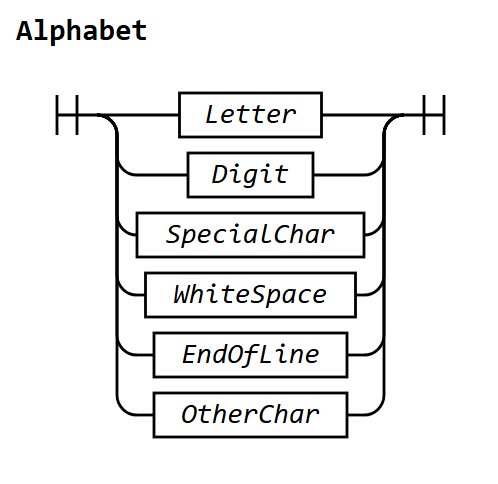 Alphabet
Letter
Digit
SpecialChar
WhiteSpace
EndOfLine
OtherChar